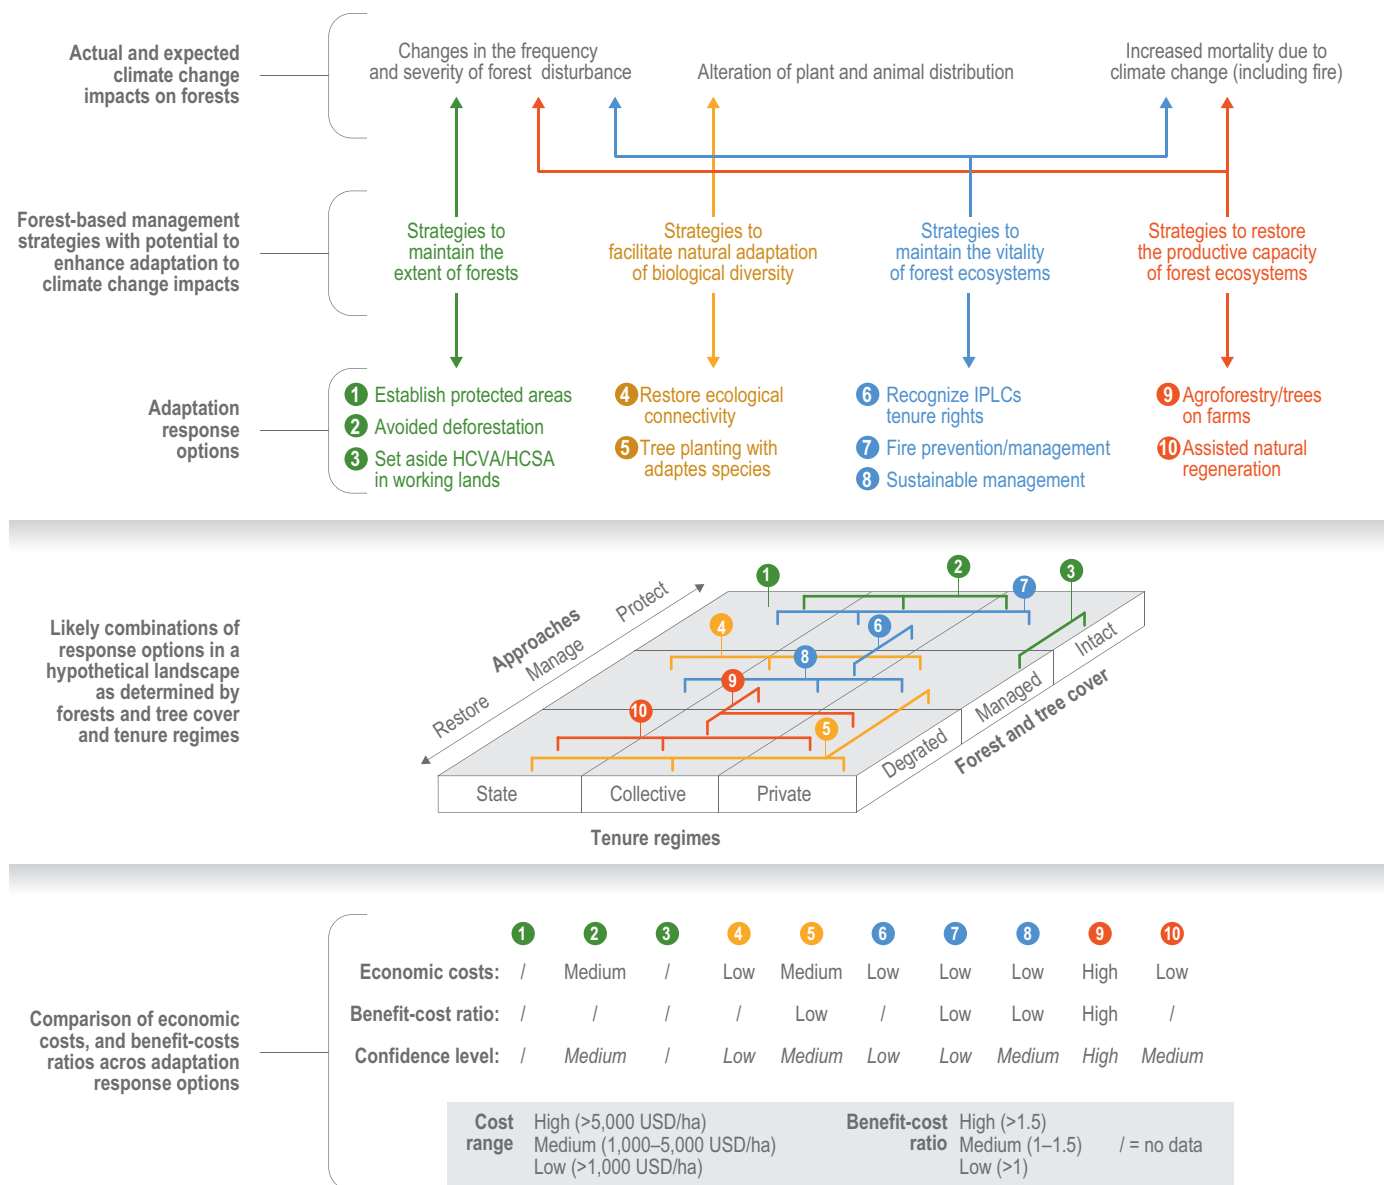 Actual and expected
climate change
impacts on forests
Changes in the frequency
and severity of forest disturbance
Alteration of plant and animal distribution
Increased mortality due to
climate change (including fire)
Forest-based management
strategies with potential to
enhance adaptation to
climate change impacts
Strategies to
maintain the
extent of forests
Strategies to
facilitate natural adaptation
of biological diversity
Strategies to
maintain the vitality
of forest ecosystems
Strategies to restore
the productive capacity
of forest ecosystems
Adaptation
response
options
1 Establish protected areas
2 Avoided deforestation
3 Set aside HCVA/HCSA
in working lands
4 Restore ecological
connectivity
5 Tree planting with
adaptes species
6 Recognize IPLCs
tenure rights
7 Fire prevention/management
8 Sustainable management
9 Agroforestry/trees
on farms
10 Assisted natural
regeneration
Likely combinations of
response options in a
hypothetical landscape
as determined by
forests and tree cover
and tenure regimes
Approaches
Restore
Manage
Protect
1
2
3
7
4
6
8
9
10
5
State
Collective
Private
Tenure regimes
Degrated
Managed
Intact
Forest and tree cover
Comparison of economic
costs, and benefit-costs
ratios acros adaptation
response options
1 2 3 4 5 6 7 8 9 10
Economic costs: / Medium / Low Medium Low Low Low High Low
Benefit-cost ratio: / / / / Low / Low Low High /
Confidence level: / Medium / Low Medium Low Low Medium High Medium
Cost
range
High (>5,000 USD/ha)
Medium (1,000–5,000 USD/ha)
Low (>1,000 USD/ha)
Benefit-cost
ratio
High (>1.5)
Medium (1–1.5)
Low (>1)
/ = no data